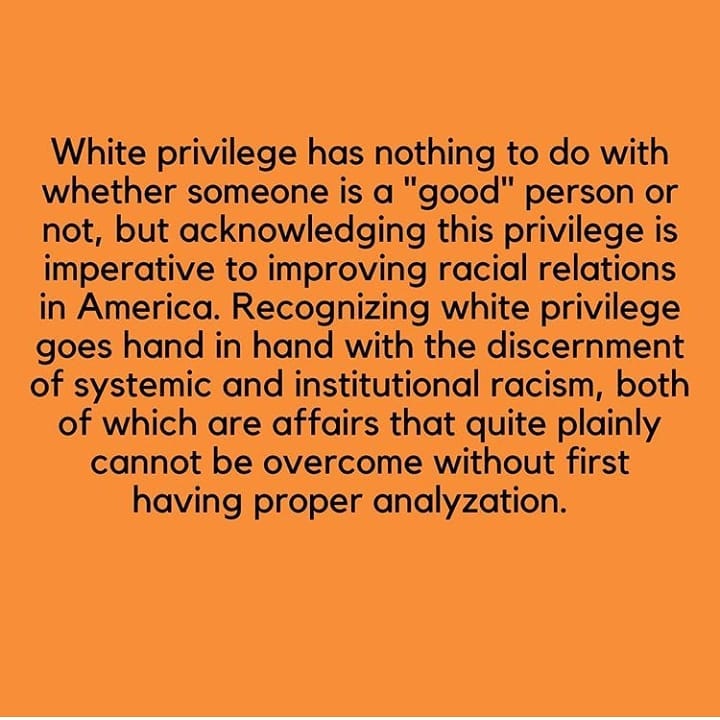 White privilege has nothing to do with
whether someone is a "good" person or
not, but acknowledging this privilege is
imperative to improving racial relations
in America. Recognizing white privilege
goes hand in hand with the discernment
of systemic and institutional racism, both
of which are affairs that quite plainly
cannot be overcome without first
having proper analyzation.